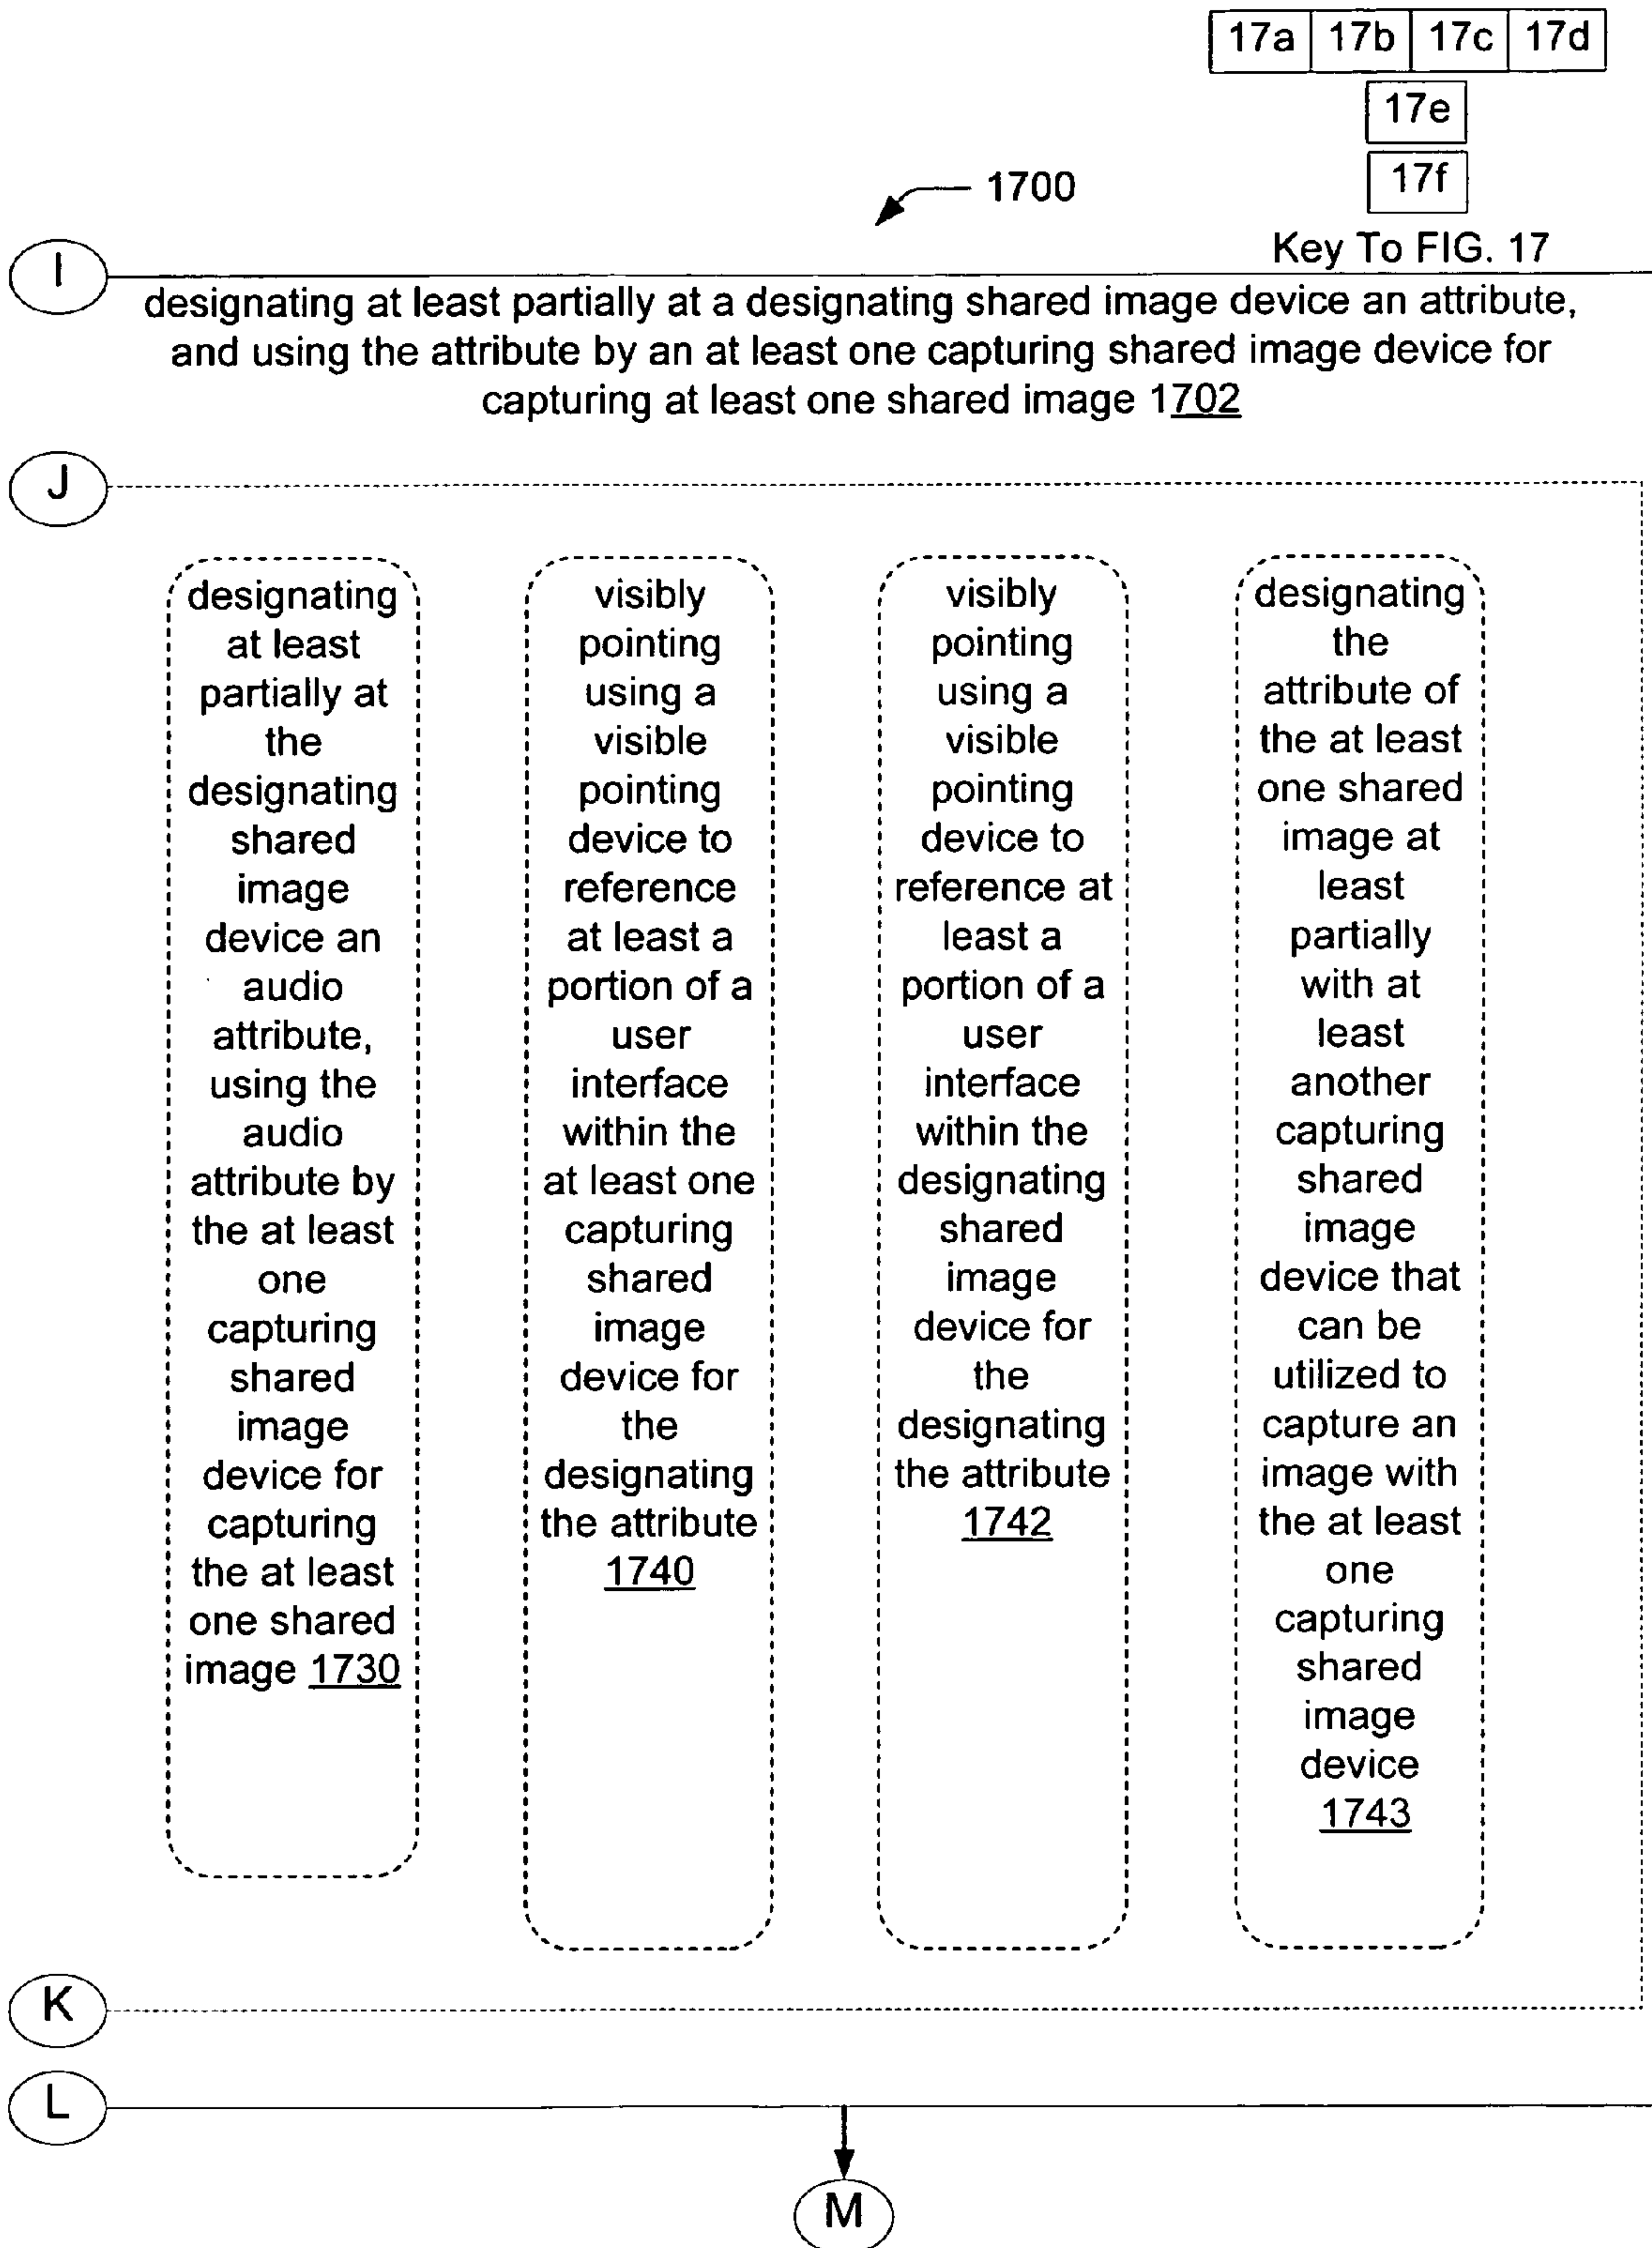 17a 17b 17c 17d
17e
17f
1700
Key To FIG. 17
I
designating at least partially at a designating shared image device an attribute,
and using the attribute by an at least one capturing shared image device for
capturing at least one shared image 1702
J
designating
at least
partially at
the
designating
shared
image
device an
audio
attribute,
using the
audio
attribute by
the at least
one
capturing
shared
image
device for
capturing
the at least
one shared
image 1730
visibly
pointing
using a
visible
pointing
device to
reference
at least a
portion of a
user
interface
within the
at least one
capturing
shared
image
device for
the
designating
the attribute
1740
visibly
pointing
using a
visible
pointing
device to
reference at
least a
portion of a
user
interface
within the
designating
shared
image
device for
the
designating
the attribute
1742
designating
the
attribute of
the at least
one shared
image at
least
partially
with at
least
another
capturing
shared
image
device that
can be
utilized to
capture an
image with
the at least
one
capturing
shared
image
device
1743
K
L
M